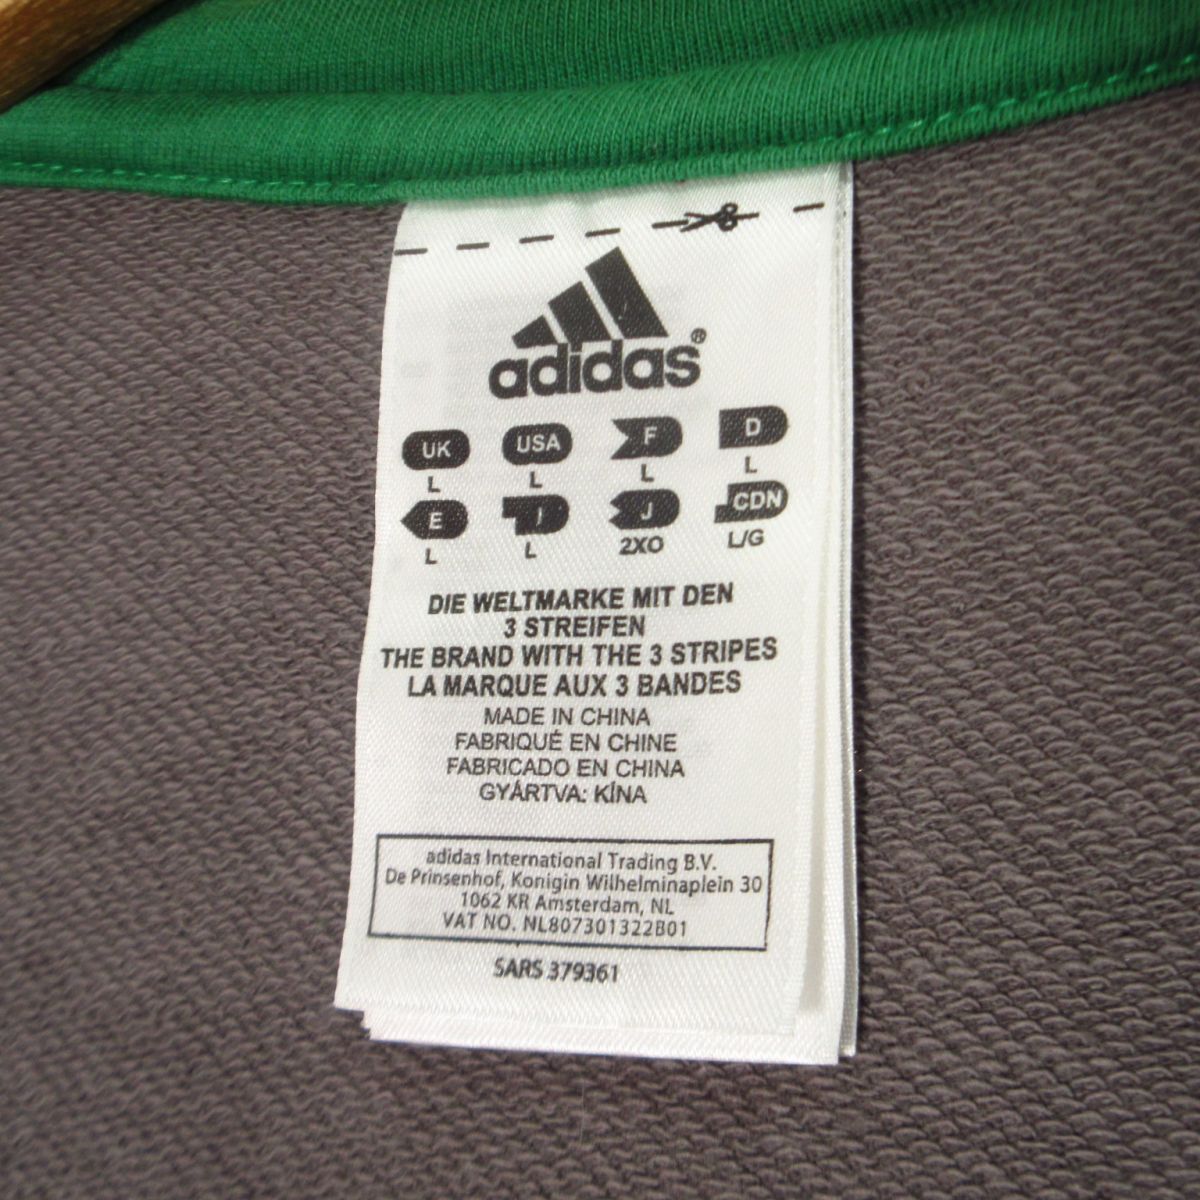 adidas®
UK USA F D
L L L L
E I J CDN
L L 2XO L/G
DIE WELTMARKE MIT DEN
3 STREIFEN
THE BRAND WITH THE 3 STRIPES
LA MARQUE AUX 3 BANDES
MADE IN CHINA
FABRIQUÉ EN CHINE
FABRICADO EN CHINA
GYÁRTVA: KÍNA
adidas International Trading B.V.
De Prinsenhof, Konigin Wilhelminaplein 30
1062 KR Amsterdam, NL
VAT NO. NL807301322B01
SARS 379361